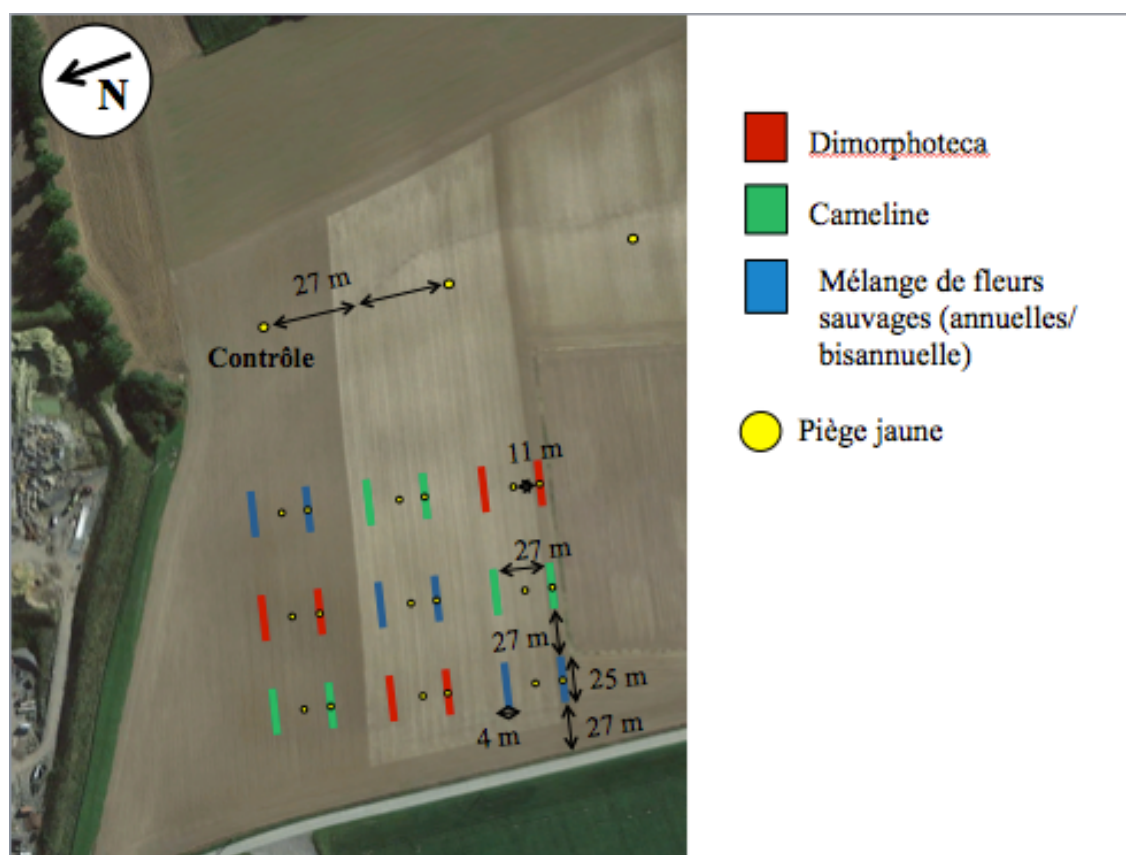 N
27 m
Contrôle
11 m
27 m
27 m
25 m
4 m
27 m
Dimorphoteca
Cameline
Mélange de fleurs
sauvages (annuelles/
bisannuelle)
Piège jaune